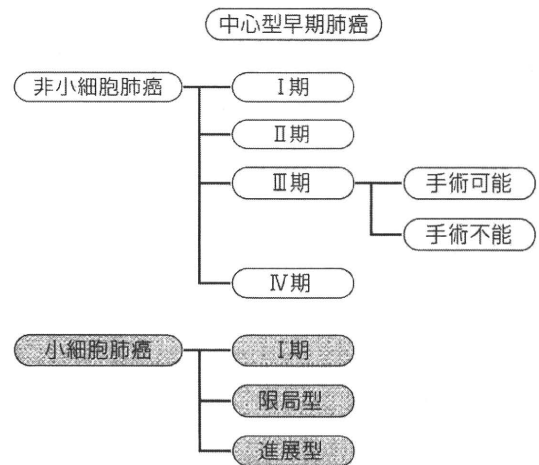 中心型早期肺癌
非小細胞肺癌
Ⅰ期
Ⅱ期
Ⅲ期
手術可能
手術不能
Ⅳ期
小細胞肺癌
Ⅰ期
限局型
進展型